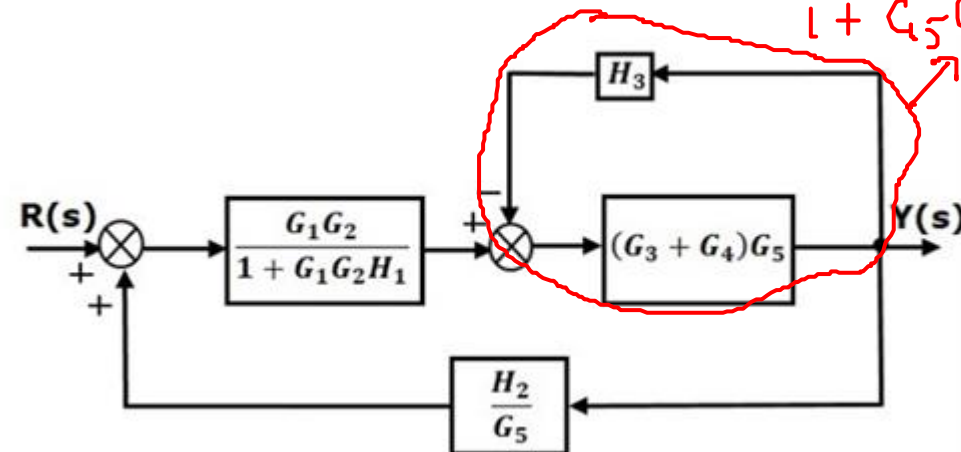 1 + G5
H3
−
+
R(s)
+
+
G1G2
1 + G1G2H1
(G3 + G4)G5
Y(s)
H2
G5